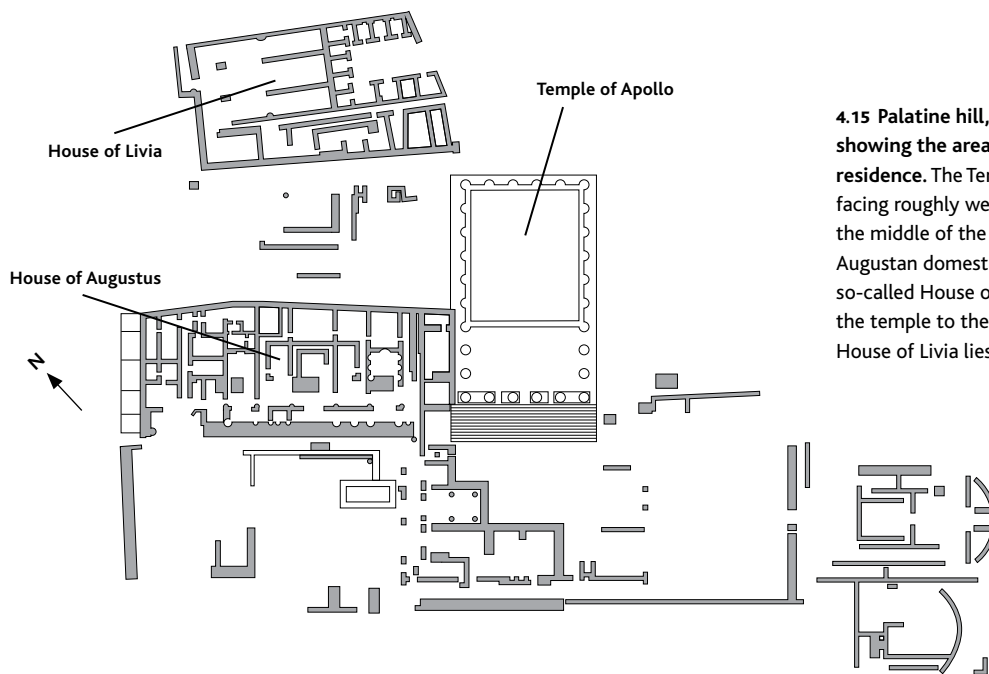 House of Livia
Temple of Apollo
House of Augustus
N
4.15 Palatine hill,
showing the area
residence. The Ter
facing roughly we
the middle of the
Augustan domest
so-called House o
the temple to the
House of Livia lies